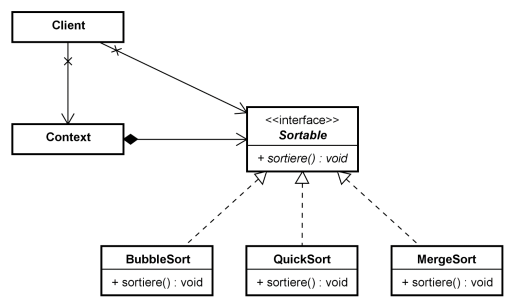 Client
Context
<<interface>>
Sortable
+ sortiere() : void
BubbleSort
+ sortiere() : void
QuickSort
+ sortiere() : void
MergeSort
+ sortiere() : void